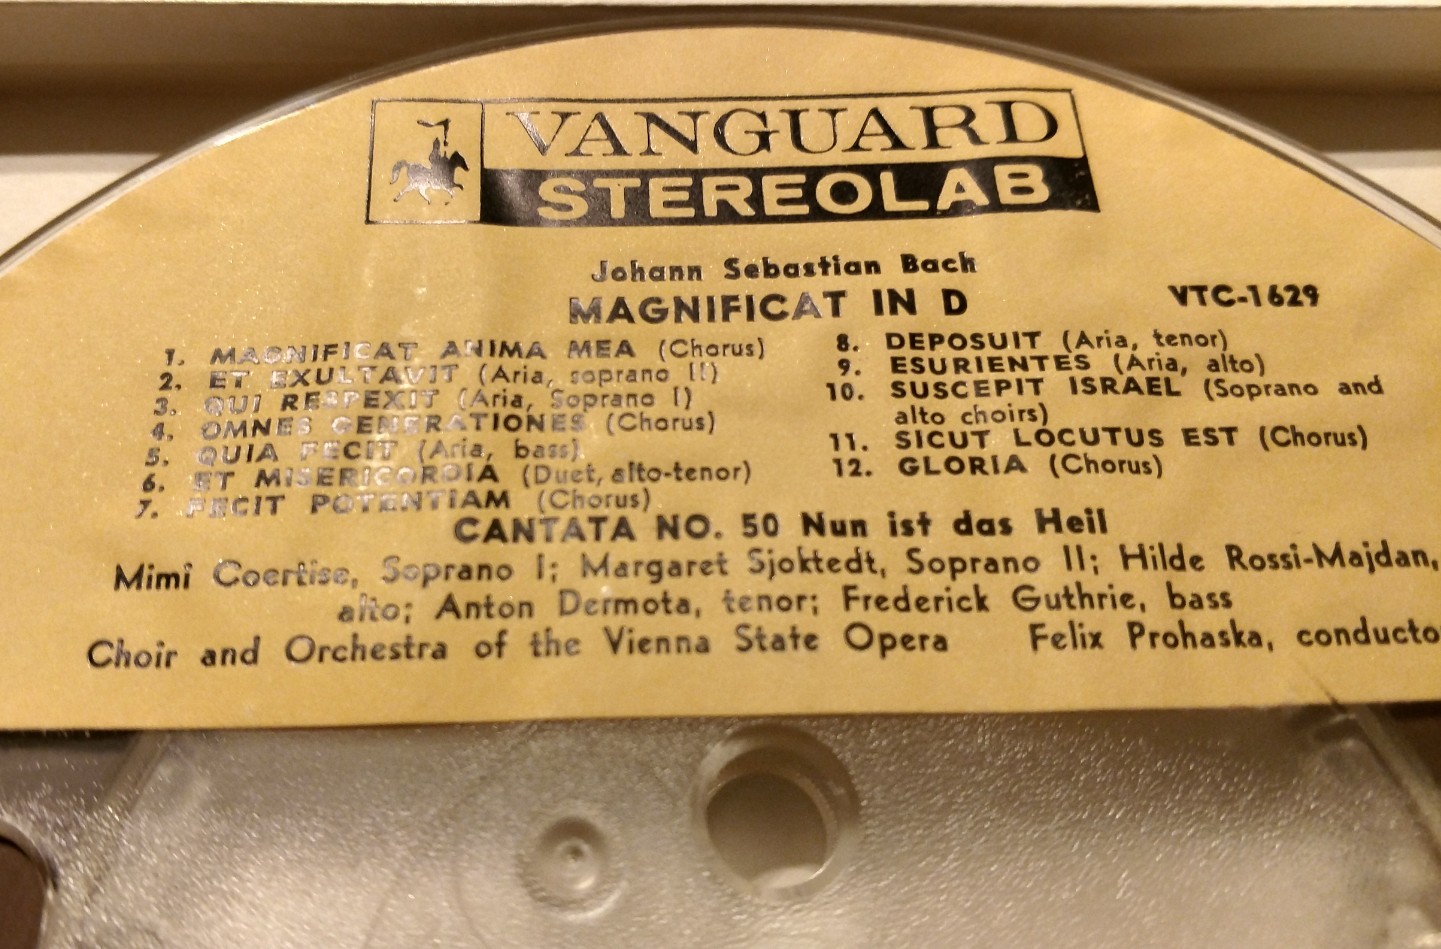 VANGUARD
STEREOLAB
Johann Sebastian Bach
MAGNIFICAT IN D
VTC-1629
1. MAGNIFICAT ANIMA MEA (Chorus)
2. ET EXULTAVIT (Aria, soprano II)
3. QUI RESPEXIT (Aria, Soprano I)
4. OMNES GENERATIONES (Chorus)
5. QUIA FECIT (Aria, bass)
6. ET MISERICORDIA (Duet, alto-tenor)
7. FECIT POTENTIAM (Chorus)
8. DEPOSUIT (Aria, tenor)
9. ESURIENTES (Aria, alto)
10. SUSCEPIT ISRAEL (Soprano and
alto choirs)
11. SICUT LOCUTUS EST (Chorus)
12. GLORIA (Chorus)
CANTATA NO. 50 Nun ist das Heil
Mimi Coertise, Soprano I; Margaret Sjoktedt, Soprano II; Hilde Rossi-Majdan,
alto; Anton Dermota, tenor; Frederick Guthrie, bass
Choir and Orchestra of the Vienna State Opera Felix Prohaska, conducto